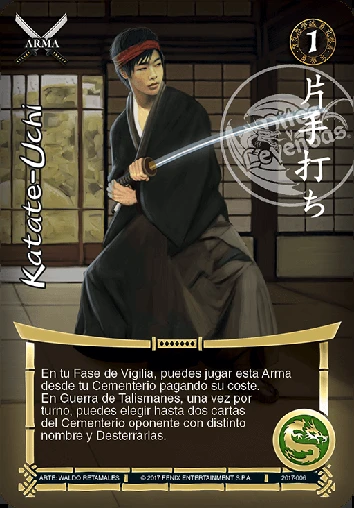 ARMA
1
Katate-Uchi
片手打ち
En tu Fase de Vigilia, puedes jugar esta Arma
desde tu Cementerio pagando su coste.
En Guerra de Talismanes, una vez por
turno, puedes elegir hasta dos cartas
del Cementerio oponente con distinto
nombre y Desterrarlas.
ARTE: WALDO RETAMALES
© 2017 FENIX ENTERTAINMENT S.P.A.